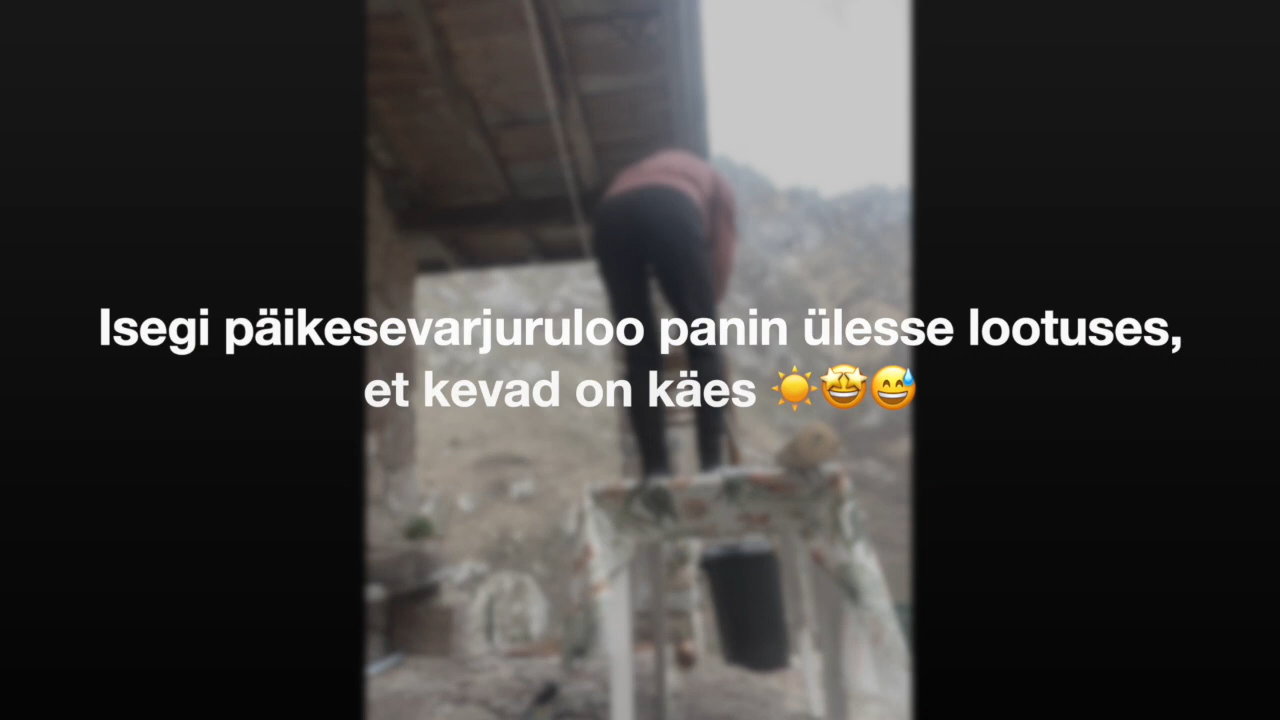 Isegi päikesevarjuruloo panin ülesse lootuses,
et kevad on käes ☀️🤩😅